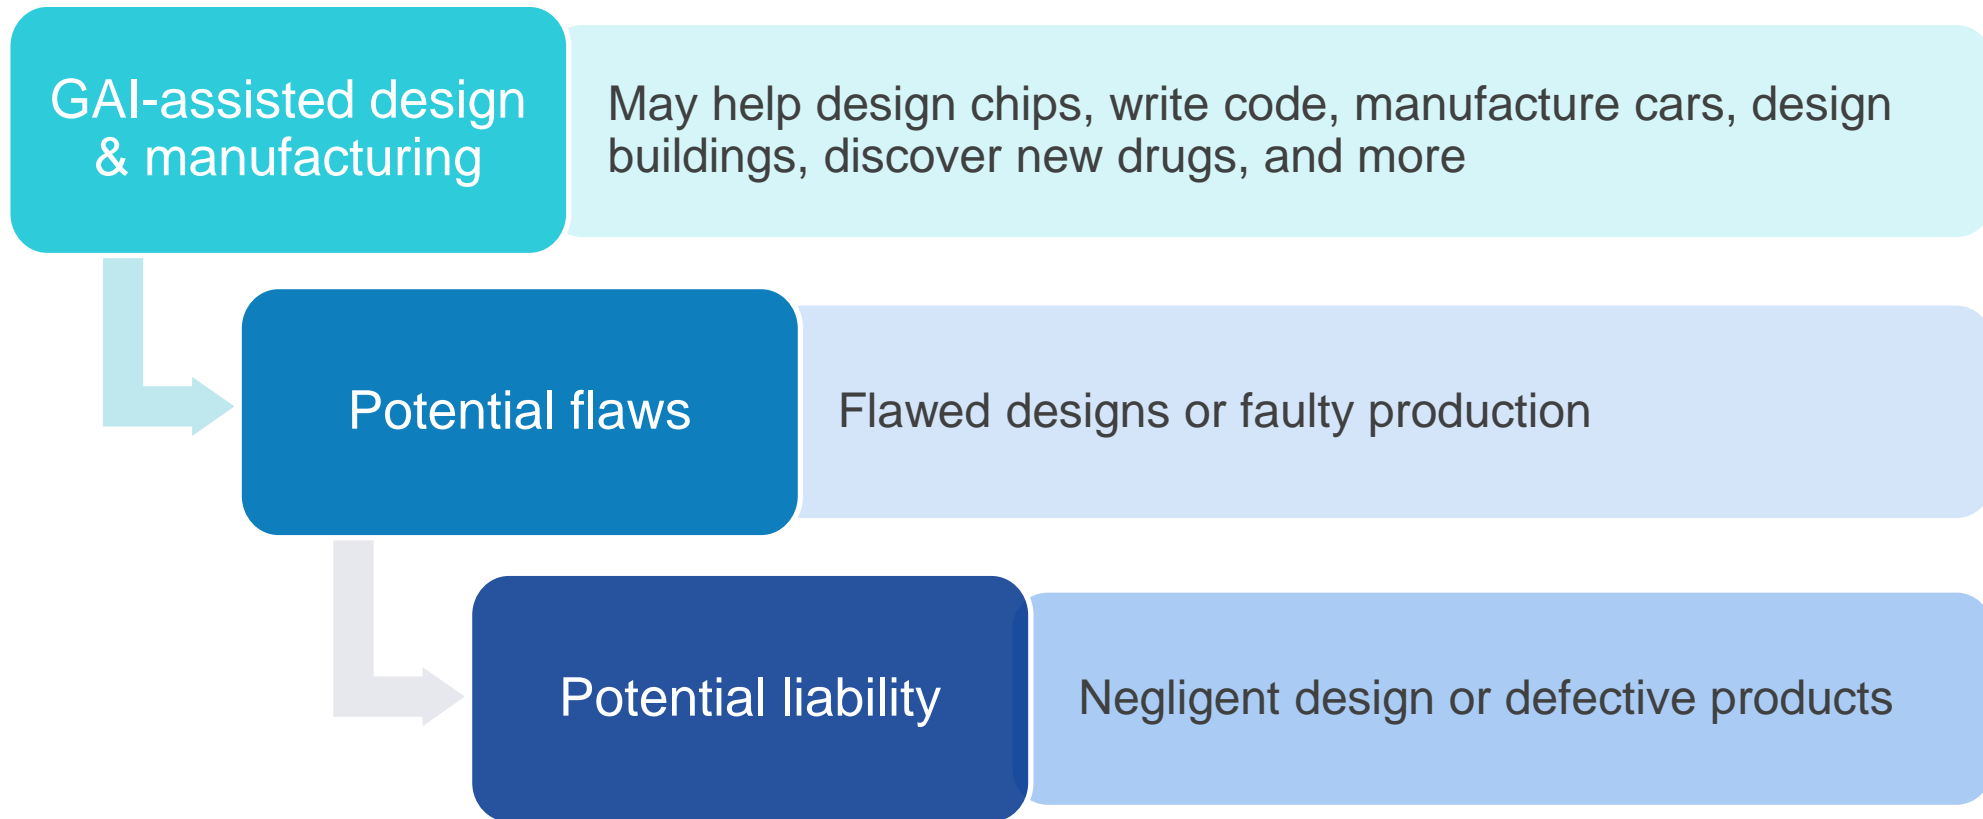 GAI-assisted design
& manufacturing
May help design chips, write code, manufacture cars, design
buildings, discover new drugs, and more
Potential flaws
Flawed designs or faulty production
Potential liability
Negligent design or defective products